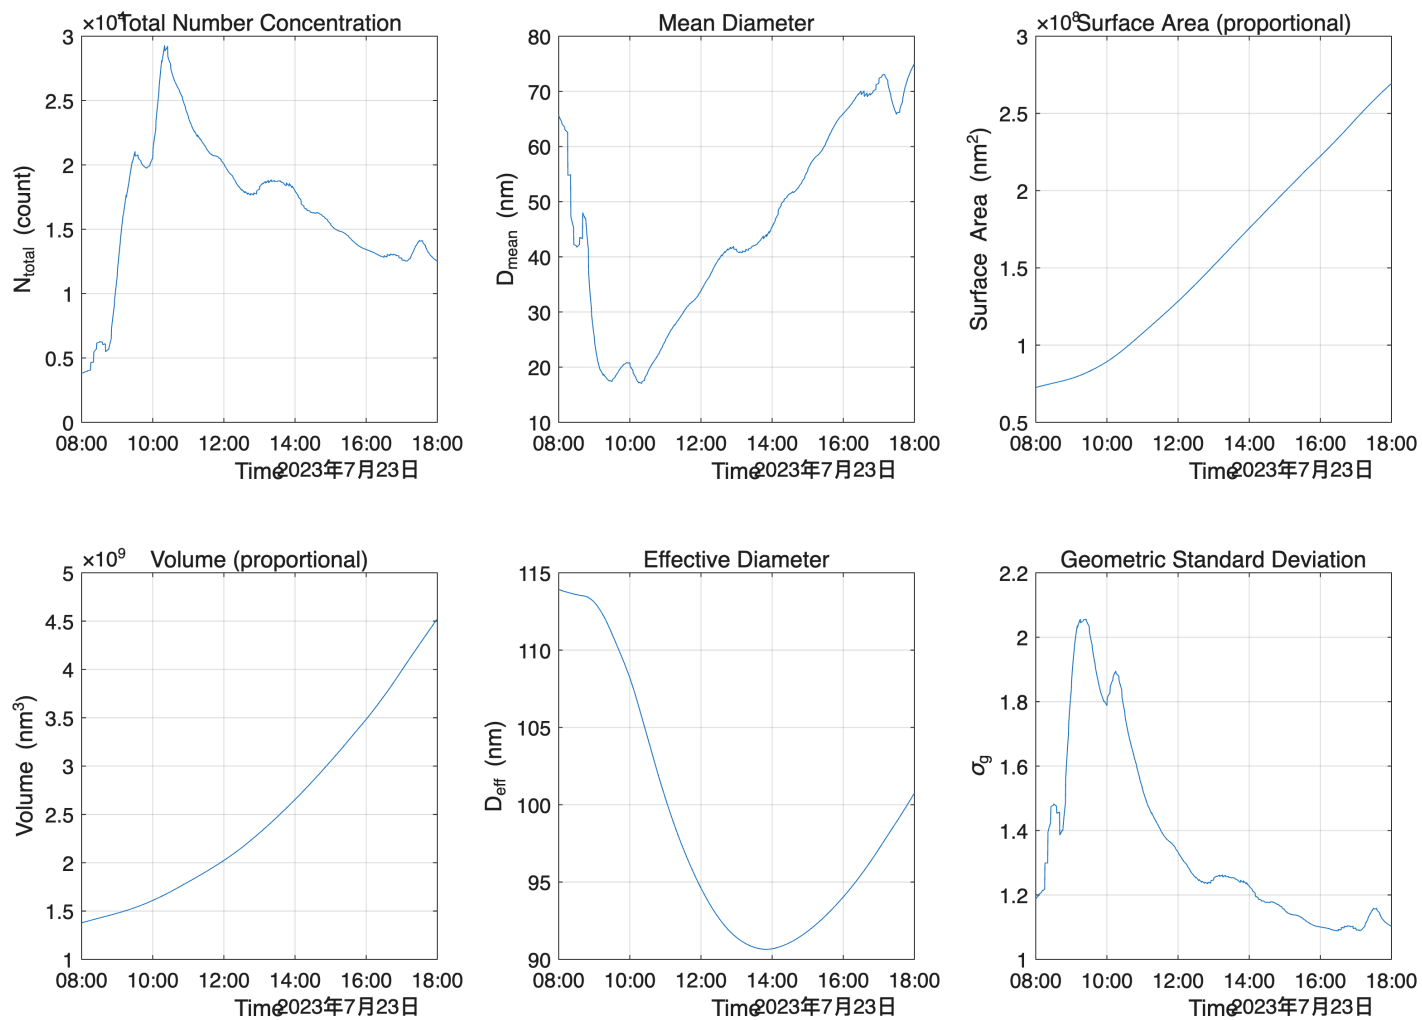 ×10⁴ Total Number Concentration
3
2.5
2
1.5
1
0.5
0
N_total (count)
08:00 10:00 12:00 14:00 16:00 18:00
Time 2023年7月23日
Mean Diameter
80
70
60
50
40
30
20
10
D_mean (nm)
08:00 10:00 12:00 14:00 16:00 18:00
Time 2023年7月23日
×10⁸ Surface Area (proportional)
3
2.5
2
1.5
1
0.5
Surface Area (nm²)
08:00 10:00 12:00 14:00 16:00 18:00
Time 2023年7月23日
×10⁹ Volume (proportional)
5
4.5
4
3.5
3
2.5
2
1.5
1
Volume (nm³)
08:00 10:00 12:00 14:00 16:00 18:00
Time 2023年7月23日
Effective Diameter
115
110
105
100
95
90
D_eff (nm)
08:00 10:00 12:00 14:00 16:00 18:00
Time 2023年7月23日
Geometric Standard Deviation
2.2
2
1.8
1.6
1.4
1.2
1
σ_g
08:00 10:00 12:00 14:00 16:00 18:00
Time 2023年7月23日